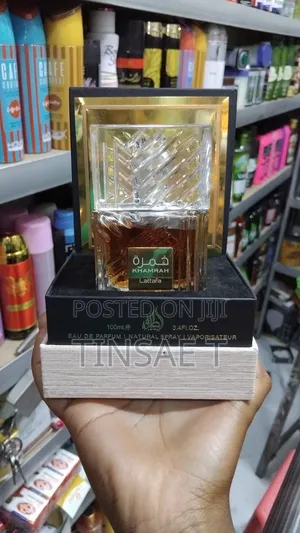 خمرة
KHAMRAH
Lattafa
POSTED ON JIJI
100ml.℮ 3.4FL.OZ.
EAU DE PARFUM | NATURAL SPRAY | VAPORISATEUR
TINSAE T